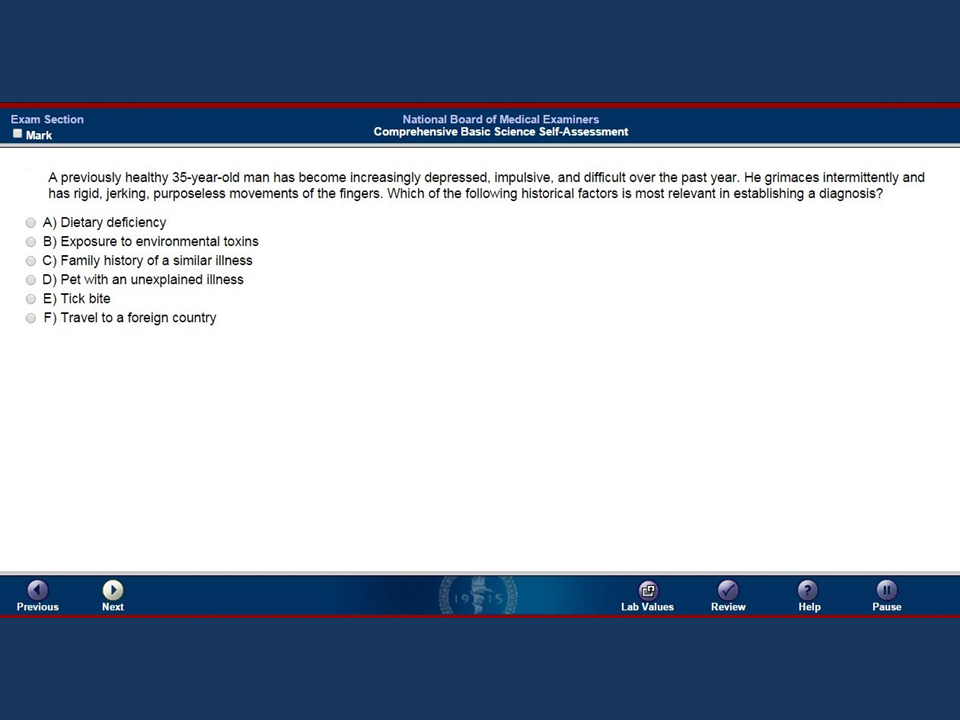 Exam Section
Mark
National Board of Medical Examiners
Comprehensive Basic Science Self-Assessment
A previously healthy 35-year-old man has become increasingly depressed, impulsive, and difficult over the past year. He grimaces intermittently and
has rigid, jerking, purposeless movements of the fingers. Which of the following historical factors is most relevant in establishing a diagnosis?
A) Dietary deficiency
B) Exposure to environmental toxins
C) Family history of a similar illness
D) Pet with an unexplained illness
E) Tick bite
F) Travel to a foreign country
Previous
Next
1915
Lab Values
Review
Help
Pause